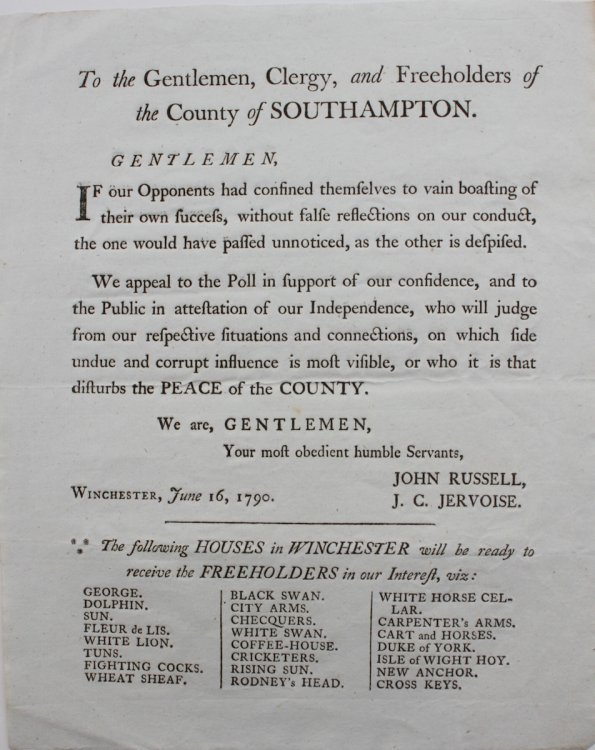 To the Gentlemen, Clergy, and Freeholders of
the County of SOUTHAMPTON.
GENTLEMEN,
IF our Opponents had confined themſelves to vain boaſting of
their own ſucceſs, without falſe reflections on our conduct,
the one would have paſſed unnoticed, as the other is deſpiſed.
We appeal to the Poll in ſupport of our confidence, and to
the Public in atteſtation of our Independence, who will judge
from our reſpective ſituations and connections, on which ſide
undue and corrupt influence is moſt viſible, or who it is that
diſturbs the PEACE of the COUNTY.
We are, GENTLEMEN,
Your moſt obedient humble Servants,
JOHN RUSSELL,
WINCHESTER, June 16, 1790.
J. C. JERVOISE.
*⁎* The following HOUSES in WINCHESTER will be ready to
receive the FREEHOLDERS in our Intereſt, viz:
GEORGE.
DOLPHIN.
SUN.
FLEUR de LIS.
WHITE LION.
TUNS.
FIGHTING COCKS.
WHEAT SHEAF.
BLACK SWAN.
CITY ARMS.
CHECQUERS.
WHITE SWAN.
COFFEE-HOUSE.
CRICKETERS.
RISING SUN.
RODNEY's HEAD.
WHITE HORSE CEL-
LAR.
CARPENTER's ARMS.
CART and HORSES.
DUKE of YORK.
ISLE of WIGHT HOY.
NEW ANCHOR.
CROSS KEYS.